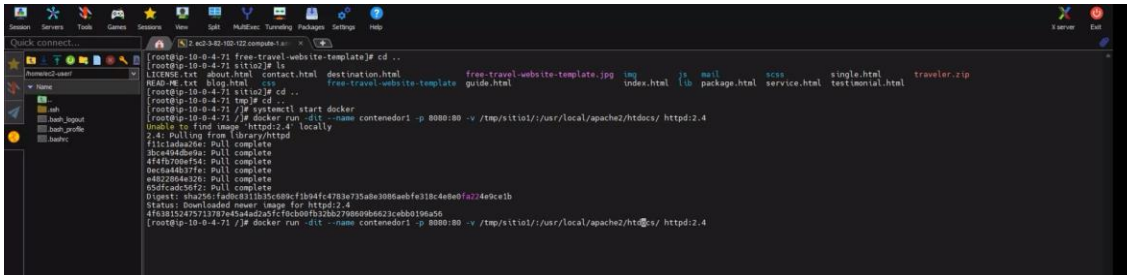 Session Servers Tools Games Sessions View Split MultiExec Tunneling Packages Settings Help X server Exit
Quick connect...
2. ec2-3-82-102-122.compute-1.am
/home/ec2-user/
Name
..
.ssh
.bash_logout
.bash_profile
.bashrc
[root@ip-10-0-4-71 free-travel-website-template]# cd ..
[root@ip-10-0-4-71 sitio2]# ls
LICENSE.txt about.html contact.html destination.html free-travel-website-template.jpg img js mail scss single.html traveler.zip
READ-ME.txt blog.html css free-travel-website-template guide.html index.html lib package.html service.html testimonial.html
[root@ip-10-0-4-71 sitio2]# cd ..
[root@ip-10-0-4-71 tmp]# cd ..
[root@ip-10-0-4-71 /]# systemctl start docker
[root@ip-10-0-4-71 /]# docker run -dit --name contenedor1 -p 8080:80 -v /tmp/sitio1/:/usr/local/apache2/htdocs/ httpd:2.4
Unable to find image 'httpd:2.4' locally
2.4: Pulling from library/httpd
f11c1adaa26e: Pull complete
3bce494dbe9a: Pull complete
4f4fb700ef54: Pull complete
0ec6a44b37fe: Pull complete
e4822864e326: Pull complete
65dfcadc56f2: Pull complete
Digest: sha256:fad0c8311b35c689cf1b94fc4783e735a8e3086aebfe318c4e8e0fa224e9ce1b
Status: Downloaded newer image for httpd:2.4
4f638152475713787e45a4ad2a5fcf0cb00fb32bb2798609b6623cebb0196a56
[root@ip-10-0-4-71 /]# docker run -dit --name contenedor1 -p 8080:80 -v /tmp/sitio1/:/usr/local/apache2/htdocs/ httpd:2.4